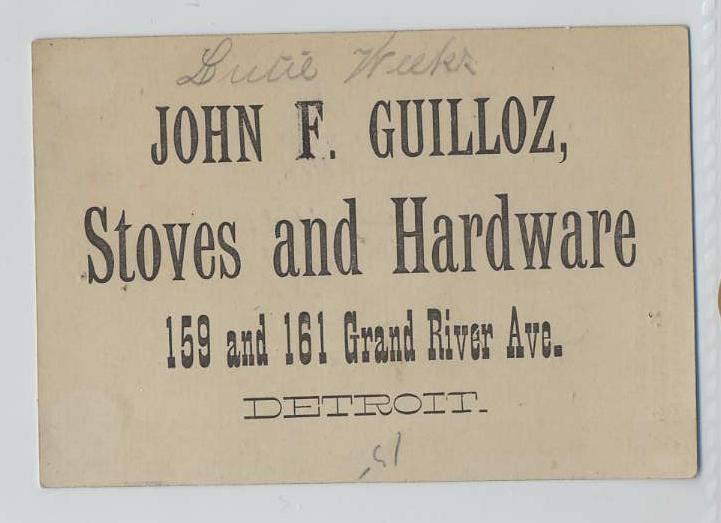 Lutie Weeks
JOHN F. GUILLOZ,
Stoves and Hardware
159 and 161 Grand River Ave.
DETROIT.